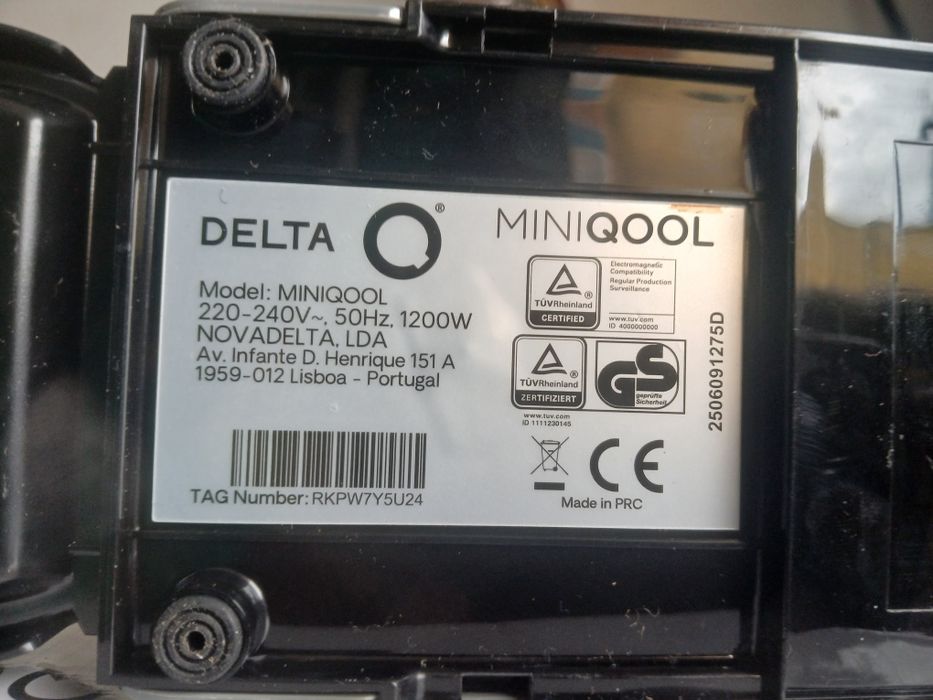 DELTA Q®
MINIQOOL
Model: MINIQOOL
220-240V~, 50Hz, 1200W
NOVADELTA, LDA
Av. Infante D. Henrique 151 A
1959-012 Lisboa - Portugal
TAG Number: RKPW7Y5U24
TÜVRheinland®
CERTIFIED
Electromagnetic
Compatibility
Regular Production
Surveillance
www.tuv.com
ID 4000000000
TÜVRheinland®
ZERTIFIZIERT
GS
geprüfte
Sicherheit
www.tuv.com
ID 1111230145
CE
Made in PRC
2506091275D